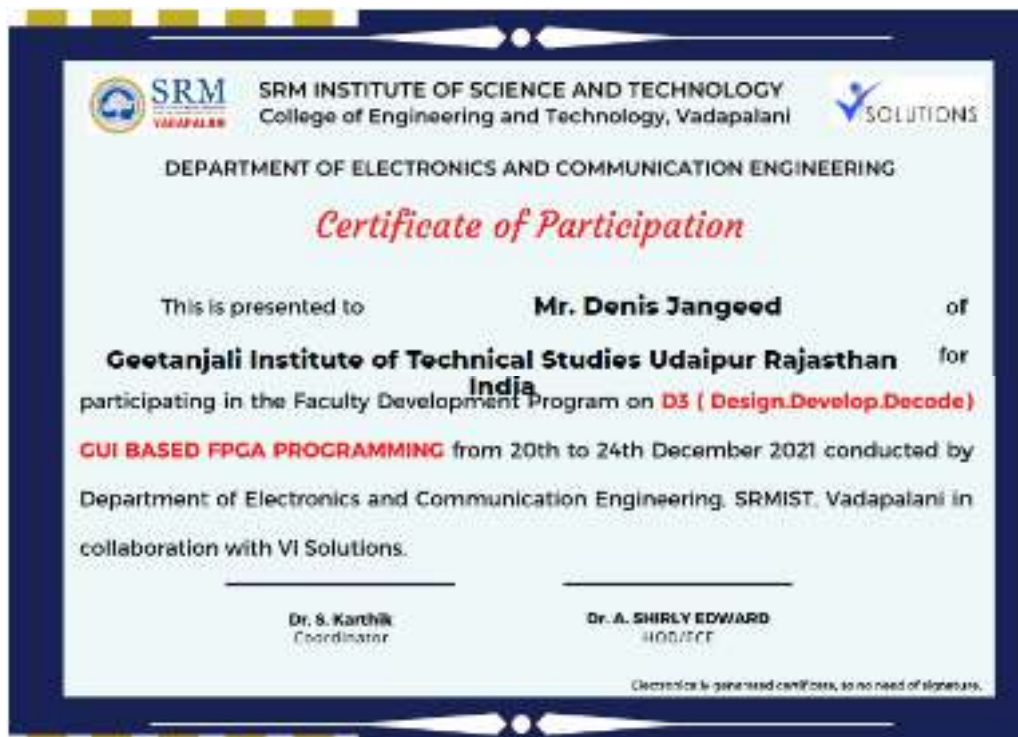 SRM
VADAPALANI
SRM INSTITUTE OF SCIENCE AND TECHNOLOGY
College of Engineering and Technology, Vadapalani
SOLUTIONS
DEPARTMENT OF ELECTRONICS AND COMMUNICATION ENGINEERING
Certificate of Participation
This is presented to Mr. Denis Jangeed of
Geetanjali Institute of Technical Studies Udaipur Rajasthan for
India
participating in the Faculty Development Program on D3 ( Design.Develop.Decode)
GUI BASED FPGA PROGRAMMING from 20th to 24th December 2021 conducted by
Department of Electronics and Communication Engineering, SRMIST, Vadapalani in
collaboration with Vi Solutions.
Dr. S. Karthik Dr. A. SHIRLY EDWARD
Coordinator HOD/ECE
Electronically generated certificate, so no need of signature.